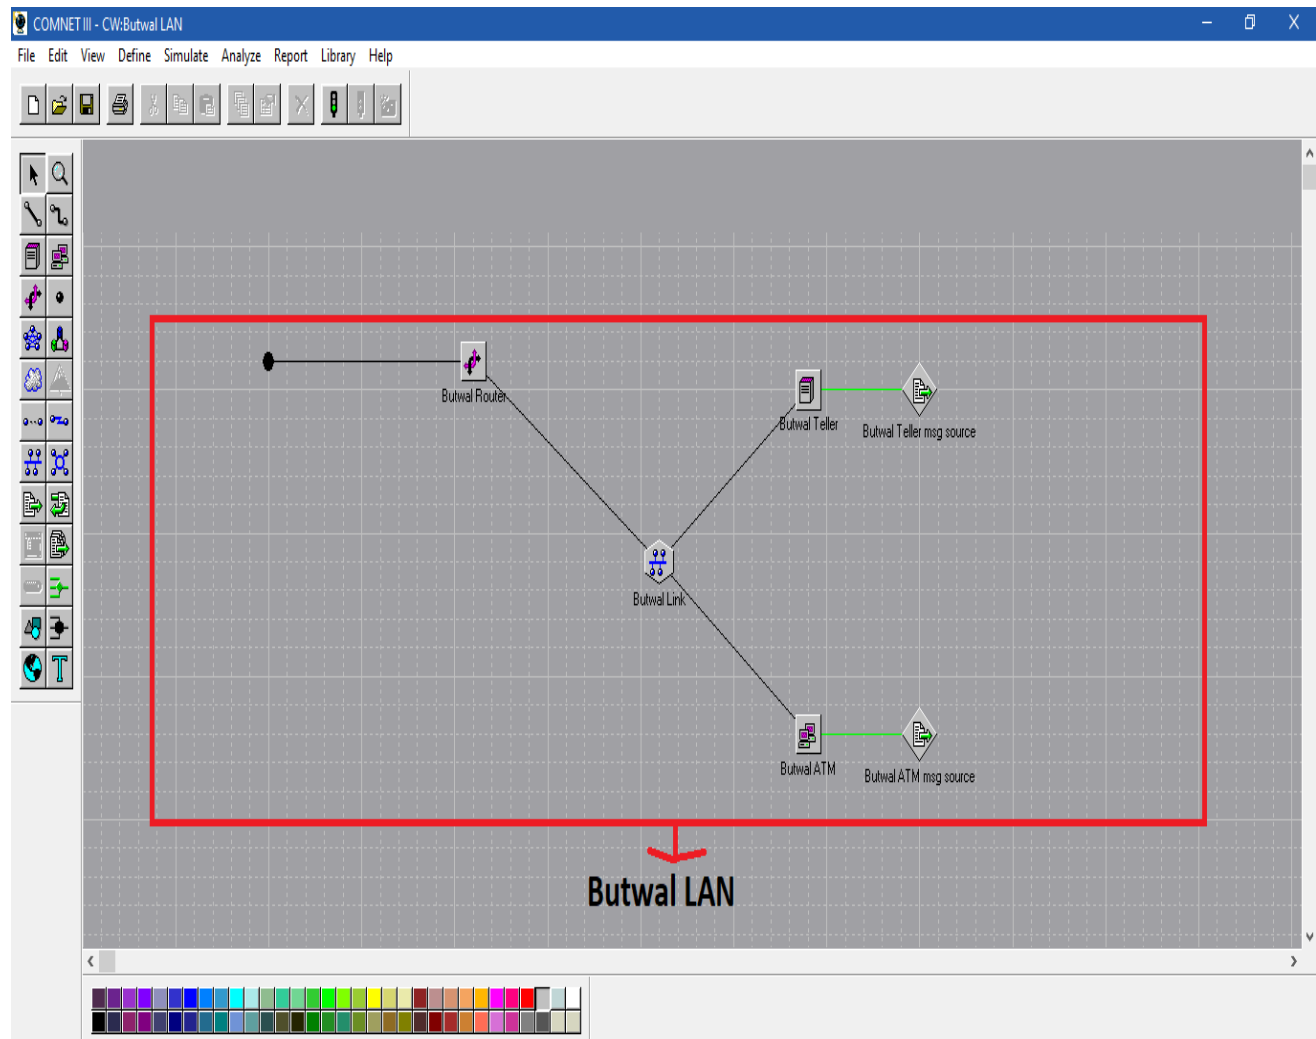 COMNET III - CW:Butwal LAN
File Edit View Define Simulate Analyze Report Library Help
Butwal Router
Butwal Teller
Butwal Teller msg source
Butwal Link
Butwal ATM
Butwal ATM msg source
Butwal LAN